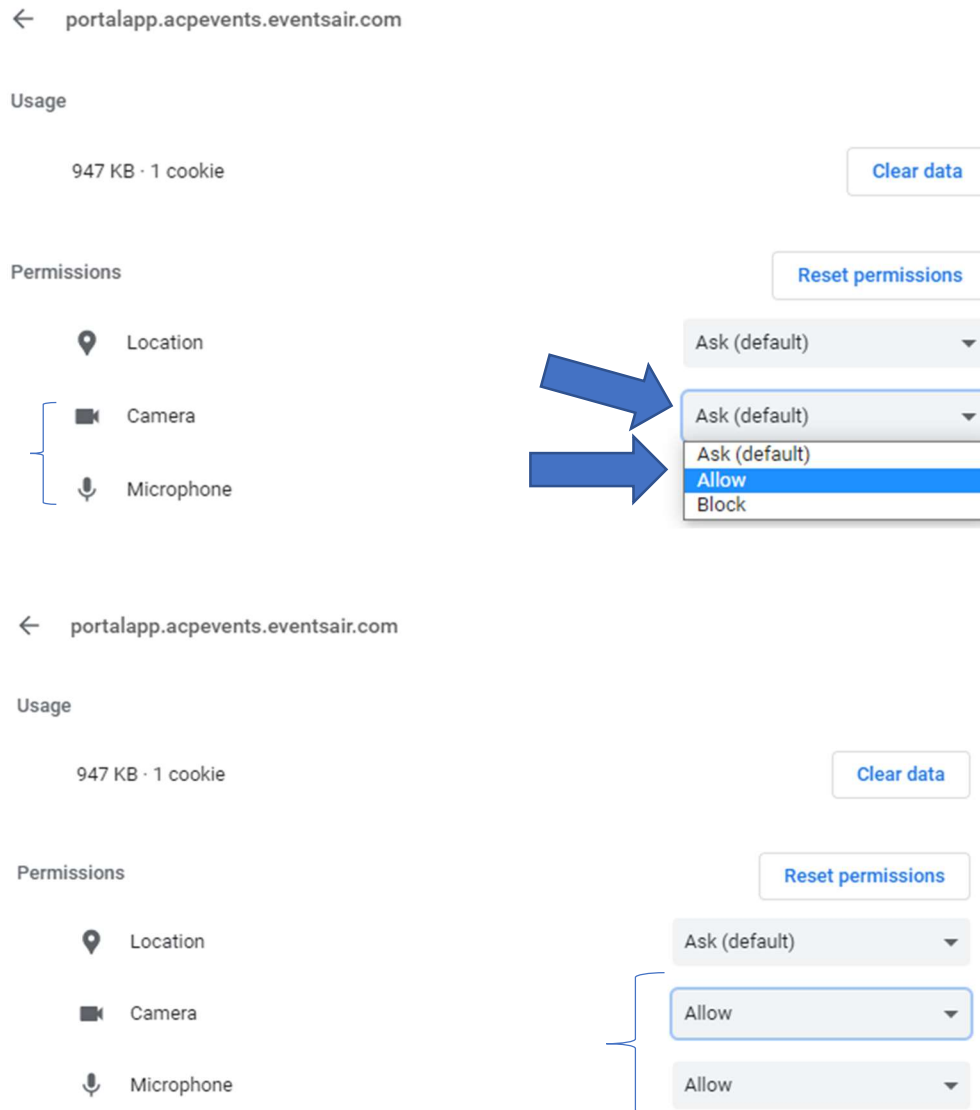 portalapp.acpevents.eventsair.com
Usage
947 KB · 1 cookie Clear data
Permissions Reset permissions
Location Ask (default)
Camera Ask (default)
Ask (default)
Allow
Microphone
Block
portalapp.acpevents.eventsair.com
Usage
947 KB · 1 cookie Clear data
Permissions Reset permissions
Location Ask (default)
Camera Allow
Microphone Allow